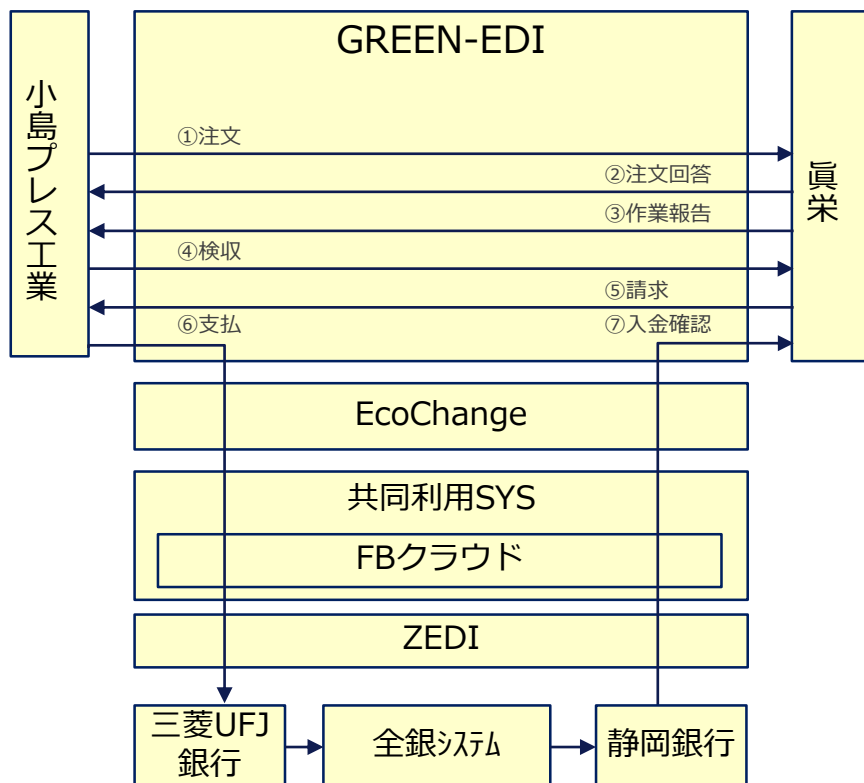 GREEN-EDI
小島プレス工業
①注文
②注文回答
③作業報告
④検収
⑤請求
⑥支払
⑦入金確認
眞栄
EcoChange
共同利用SYS
FBクラウド
ZEDI
三菱UFJ
銀行
全銀ｼｽﾃﾑ
静岡銀行